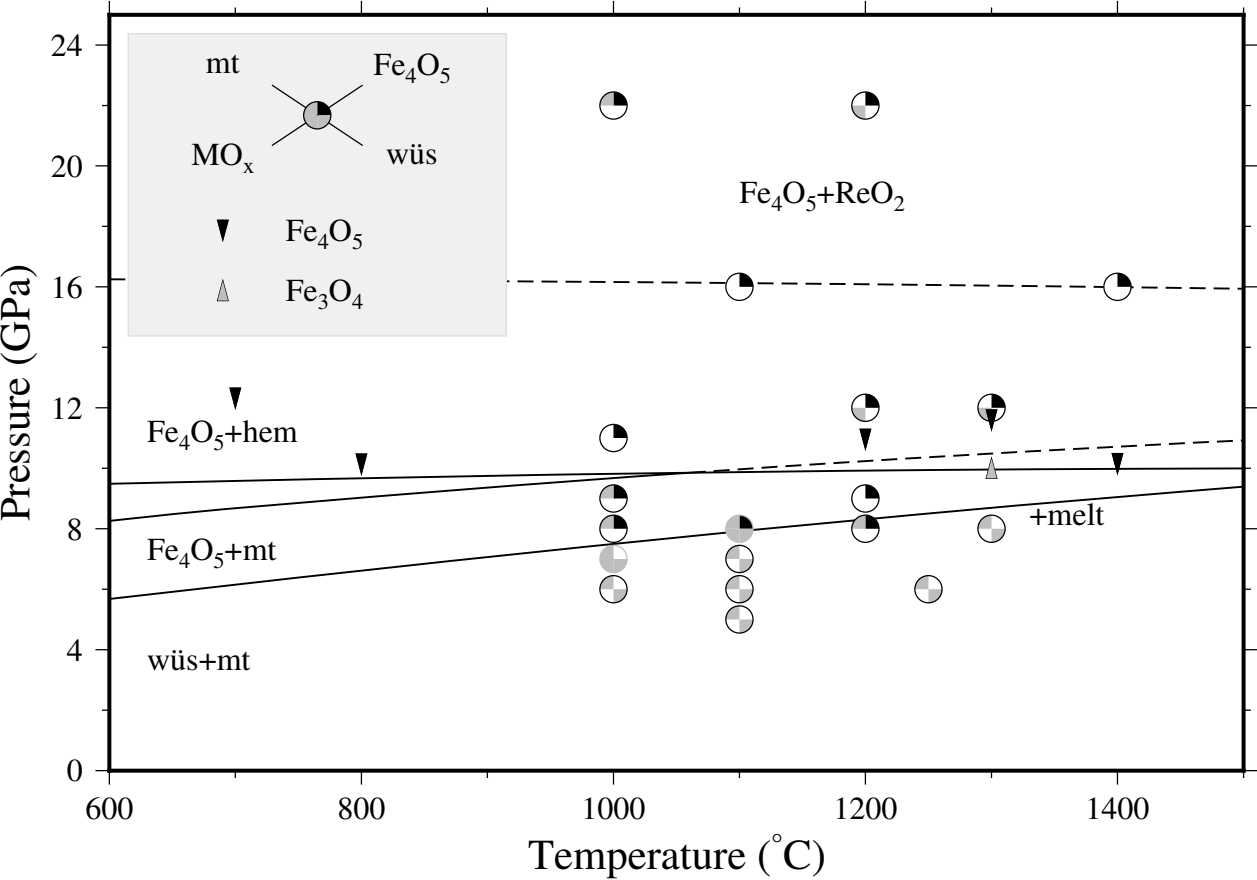 24
20
16
12
8
4
0
Pressure (GPa)
mt
Fe₄O₅
MOₓ
wüs
Fe₄O₅
Fe₃O₄
Fe₄O₅+ReO₂
Fe₄O₅+hem
+melt
Fe₄O₅+mt
wüs+mt
600
800
1000
1200
1400
Temperature (°C)